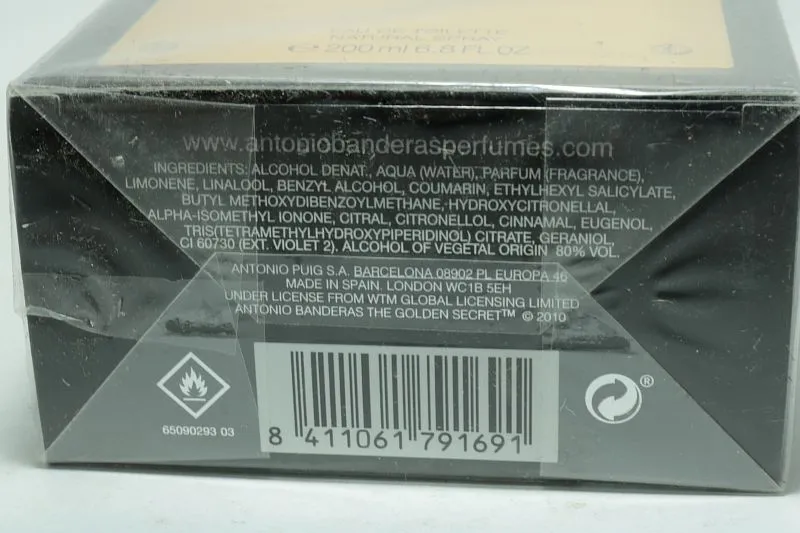 EAU DE TOILETTE
NATURAL SPRAY
℮ 200 ml 6.8 FL OZ
www.antoniobanderasperfumes.com
INGREDIENTS: ALCOHOL DENAT., AQUA (WATER), PARFUM (FRAGRANCE),
LIMONENE, LINALOOL, BENZYL ALCOHOL, COUMARIN, ETHYLHEXYL SALICYLATE,
BUTYL METHOXYDIBENZOYLMETHANE, HYDROXYCITRONELLAL,
ALPHA-ISOMETHYL IONONE, CITRAL, CITRONELLOL, CINNAMAL, EUGENOL,
TRIS(TETRAMETHYLHYDROXYPIPERIDINOL) CITRATE, GERANIOL,
CI 60730 (EXT. VIOLET 2). ALCOHOL OF VEGETAL ORIGIN 80% VOL.
ANTONIO PUIG S.A. BARCELONA 08902 PL EUROPA 46
MADE IN SPAIN. LONDON WC1B 5EH
UNDER LICENSE FROM WTM GLOBAL LICENSING LIMITED
ANTONIO BANDERAS THE GOLDEN SECRET™ © 2010
65090293 03
8 411061 791691
®